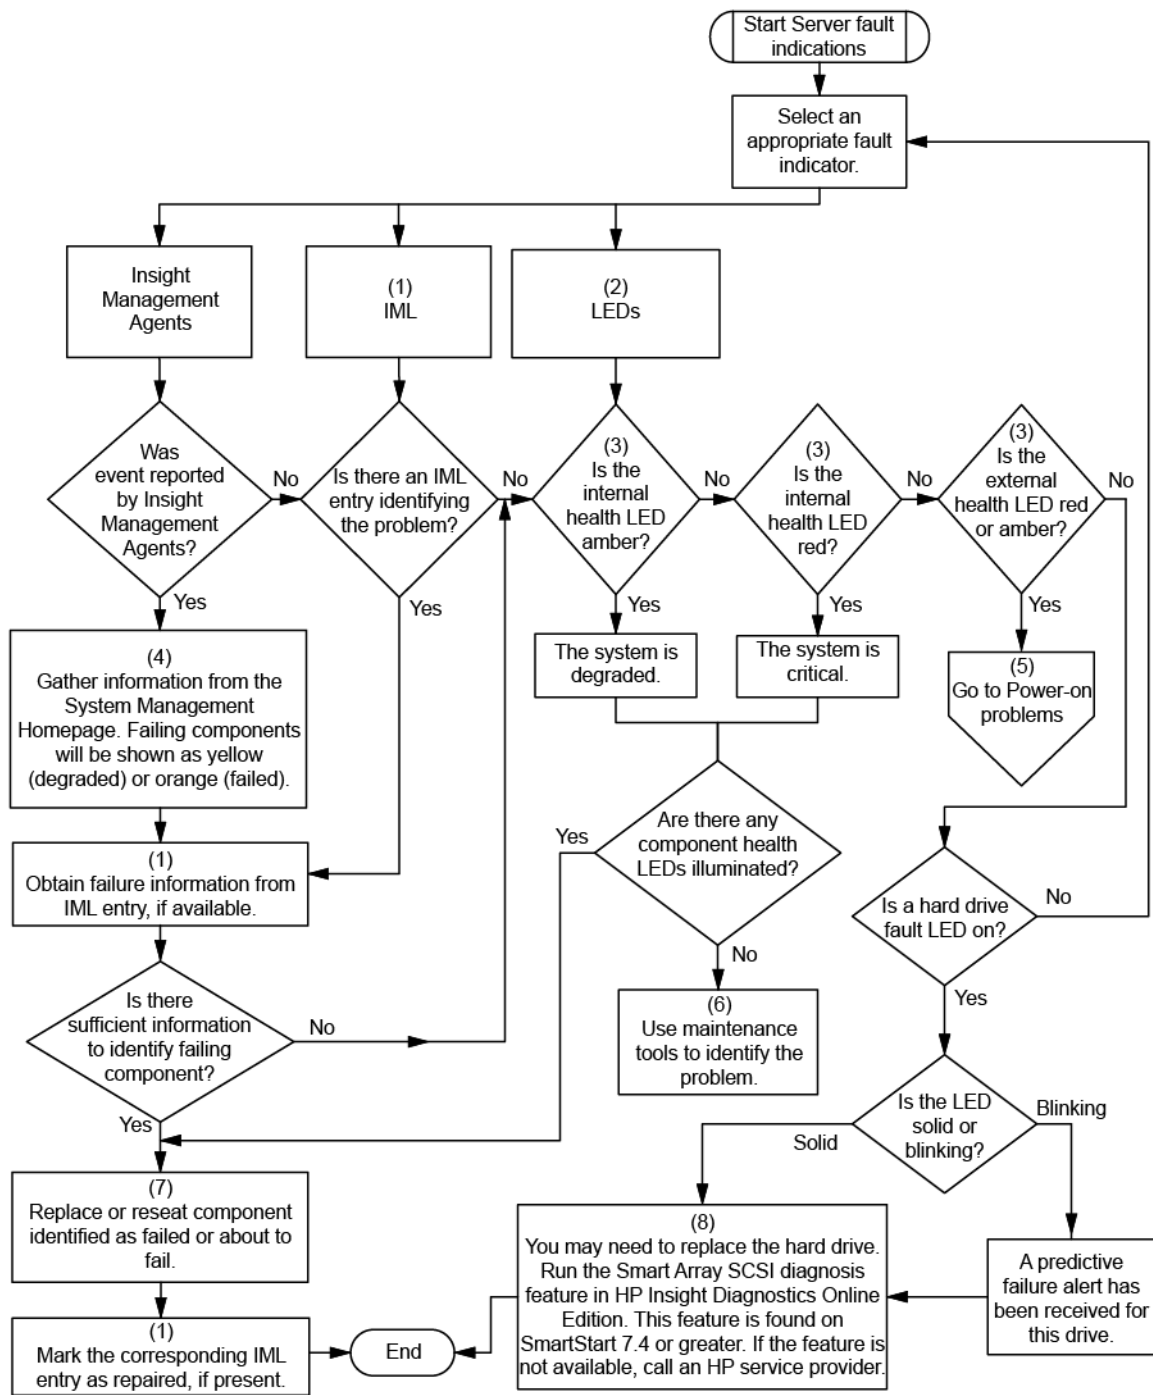 Start Server fault
indications
Select an
appropriate fault
indicator.
Insight
Management
Agents
(1)
IML
(2)
LEDs
Was
event reported
by Insight
Management
Agents?
No
Is there an IML
entry identifying
the problem?
No
(3)
Is the
internal
health LED
amber?
No
(3)
Is the
internal
health LED
red?
No
(3)
Is the
external
health LED red
or amber?
No
Yes
Yes
Yes
Yes
Yes
(4)
Gather information from the
System Management
Homepage. Failing components
will be shown as yellow
(degraded) or orange (failed).
The system is
degraded.
The system is
critical.
(5)
Go to Power-on
problems
(1)
Obtain failure information from
IML entry, if available.
Yes
Are there any
component health
LEDs illuminated?
No
Is a hard drive
fault LED on?
No
Yes
Is there
sufficient information
to identify failing
component?
No
Yes
(6)
Use maintenance
tools to identify the
problem.
Is the LED
solid or
blinking?
Solid
Blinking
(7)
Replace or reseat component
identified as failed or about to
fail.
(8)
You may need to replace the hard drive.
Run the Smart Array SCSI diagnosis
feature in HP Insight Diagnostics Online
Edition. This feature is found on
SmartStart 7.4 or greater. If the feature is
not available, call an HP service provider.
A predictive
failure alert has
been received for
this drive.
(1)
Mark the corresponding IML
entry as repaired, if present.
End